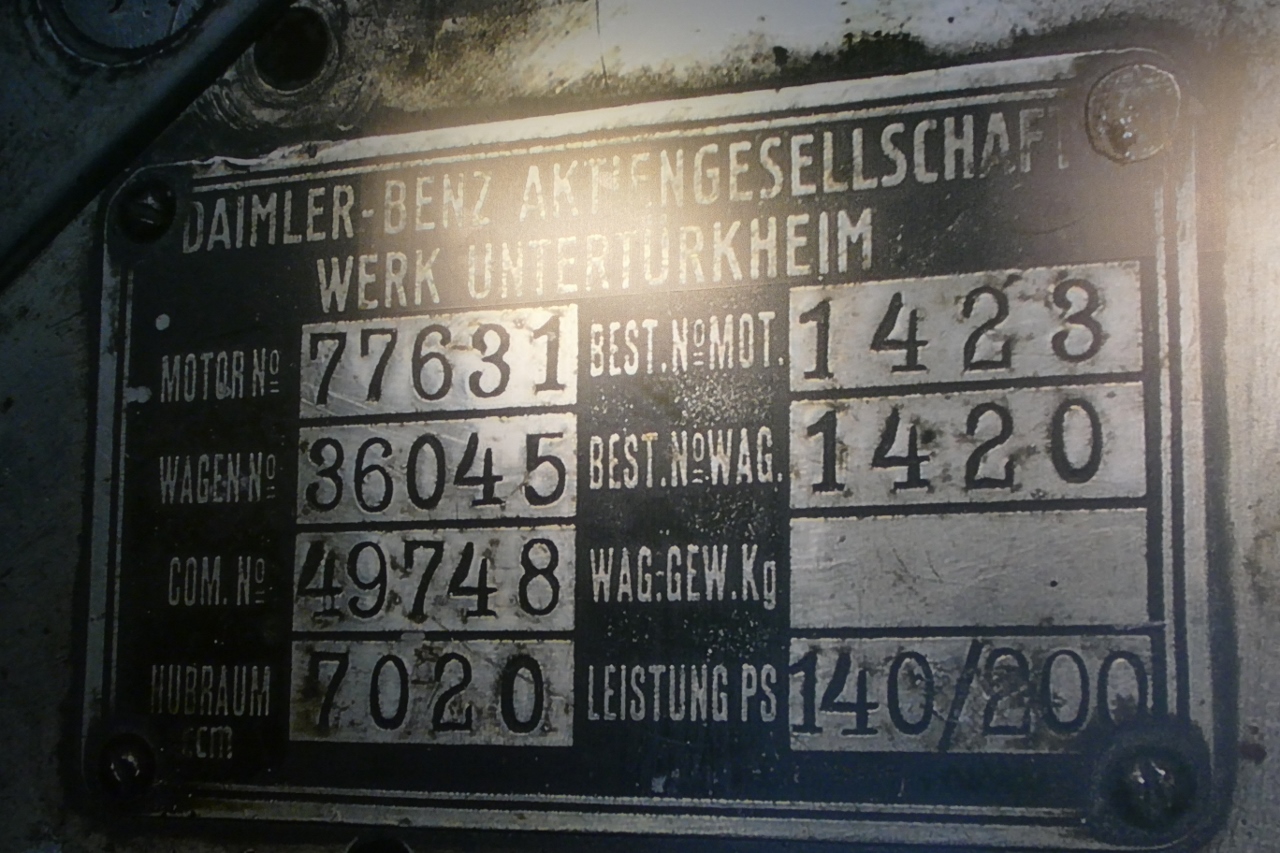 DAIMLER-BENZ AKTIENGESELLSCHAFT
WERK UNTERTÜRKHEIM
MOTOR No 77631 BEST.No MOT. 1423
WAGEN No 36045 BEST.No WAG. 1420
COM. No 49748 WAG:GEW.Kg
HUBRAUM 7020 LEISTUNG PS 140/200
ccm